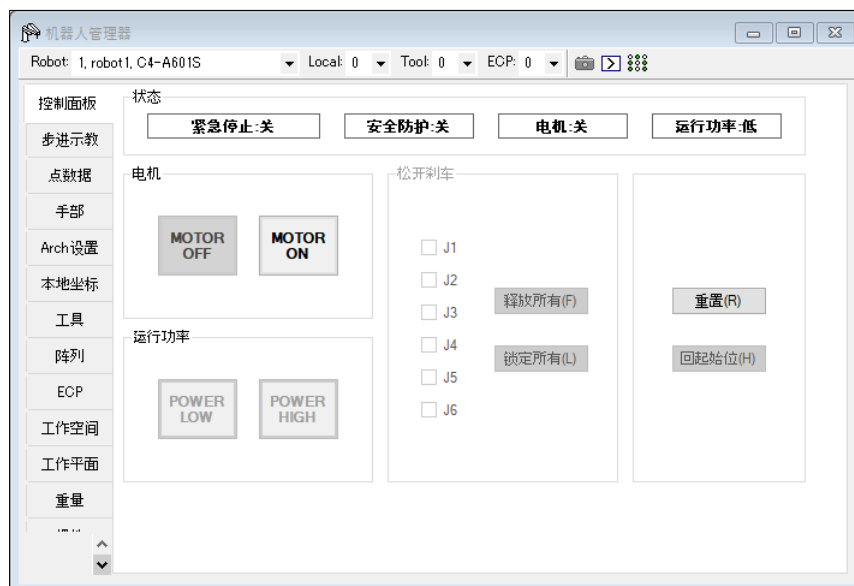 机器人管理器
Robot: 1, robot1, C4-A601S Local: 0 Tool: 0 ECP: 0
控制面板
步进示教
点数据
手部
Arch设置
本地坐标
工具
阵列
ECP
工作空间
工作平面
重量
状态
紧急停止:关 安全防护:关 电机:关 运行功率:低
电机
MOTOR OFF
MOTOR ON
运行功率
POWER LOW
POWER HIGH
松开刹车
J1
J2
J3
J4
J5
J6
释放所有(F)
锁定所有(L)
重置(R)
回起始位(H)